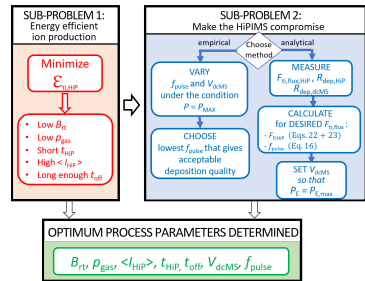 SUB-PROBLEM 1:
Energy efficient
ion production
Minimize
Ɛti,HiP
• Low Brt
• Low pgas
• Short tHiP
• High < IHiP>
• Long enough toff
SUB-PROBLEM 2:
Make the HiPIMS compromise
empirical
Choose
method
analytical
VARY
fpulse and VdcMS
under the condition
P = PMAX
CHOOSE
lowest fpulse that gives
acceptable
deposition quality
MEASURE
Fti,flux,HiP , Rdep,HiP
Rdep,dcMS
CALCULATE
for DESIRED Fti,flux :
- FP,HiP (Eqs. 22 + 23)
- fpulse (Eq. 16)
SET VdcMS
so that
PE = PE,max
OPTIMUM PROCESS PARAMETERS DETERMINED
Brt, pgas, <IHiP>, tHiP, toff, VdcMS, fpulse